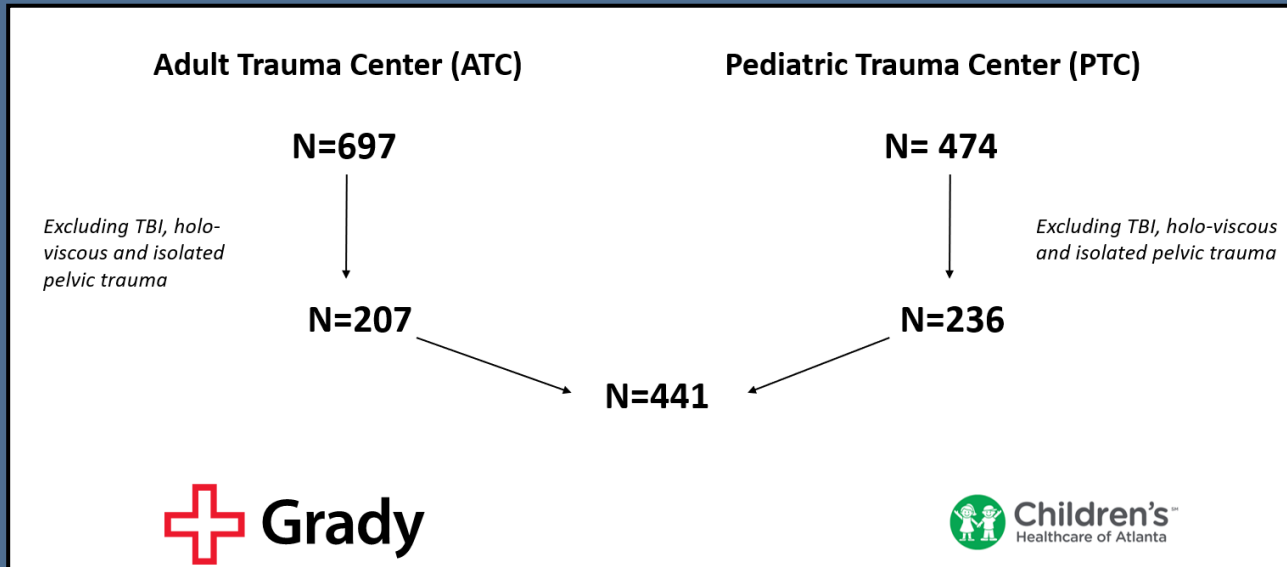 Adult Trauma Center (ATC)
Pediatric Trauma Center (PTC)
N=697
N= 474
Excluding TBI, holo-
viscous and isolated
pelvic trauma
Excluding TBI, holo-viscous
and isolated pelvic trauma
N=207
N=236
N=441
Grady
Children's℠
Healthcare of Atlanta